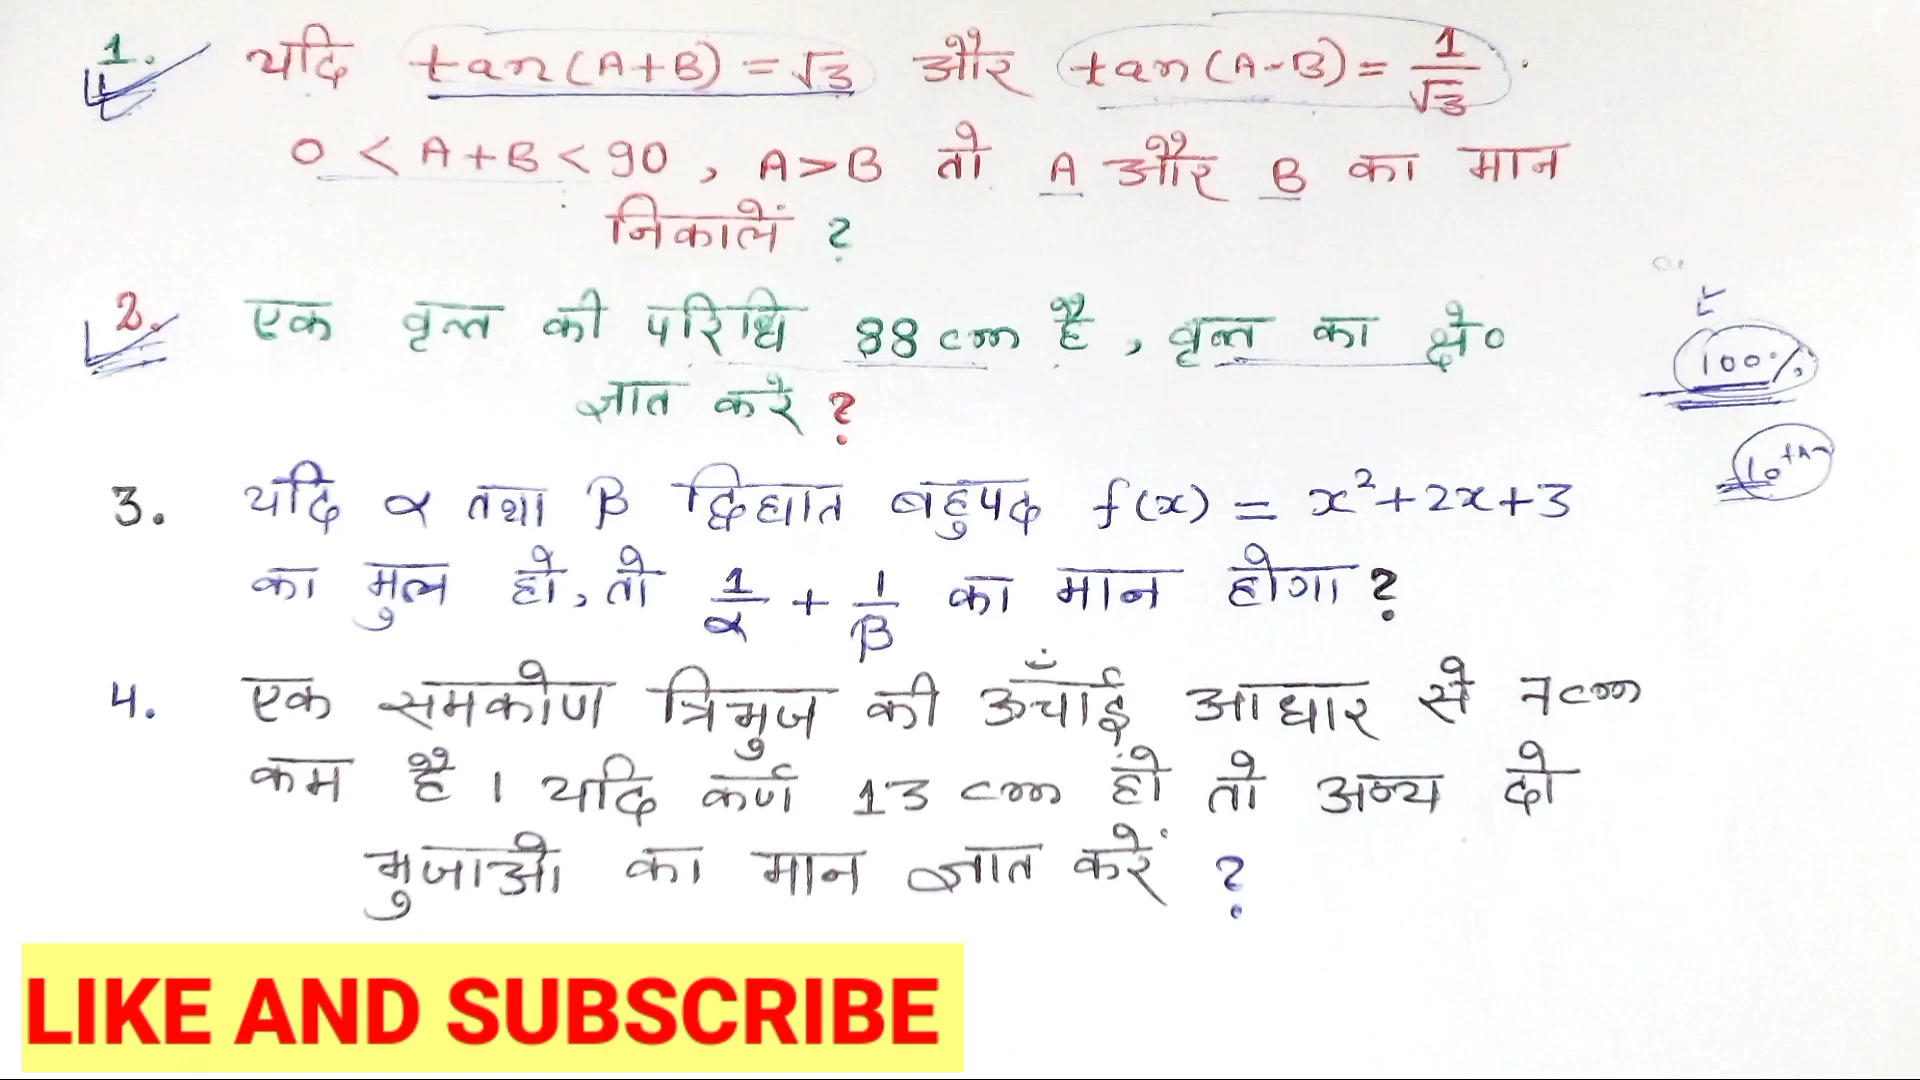 1. यदि tan(A+B) = √3 और tan(A-B) = 1/√3
0 < A+B < 90, A>B तो A और B का मान
निकालें ?
2. एक वृत्त की परिधि 88 cm है, वृत्त का क्षे०
ज्ञात करे ?
100%
10th
3. यदि α तथा β द्विघात बहुपद f(x) = x²+2x+3
का मुल हो, तो 1/α + 1/β का मान होगा ?
4. एक समकोण त्रिभुज की ऊँचाई आधार से 7cm
कम है । यदि कर्ण 13 cm हो तो अन्य दो
भुजाओ का मान ज्ञात करें ?
LIKE AND SUBSCRIBE